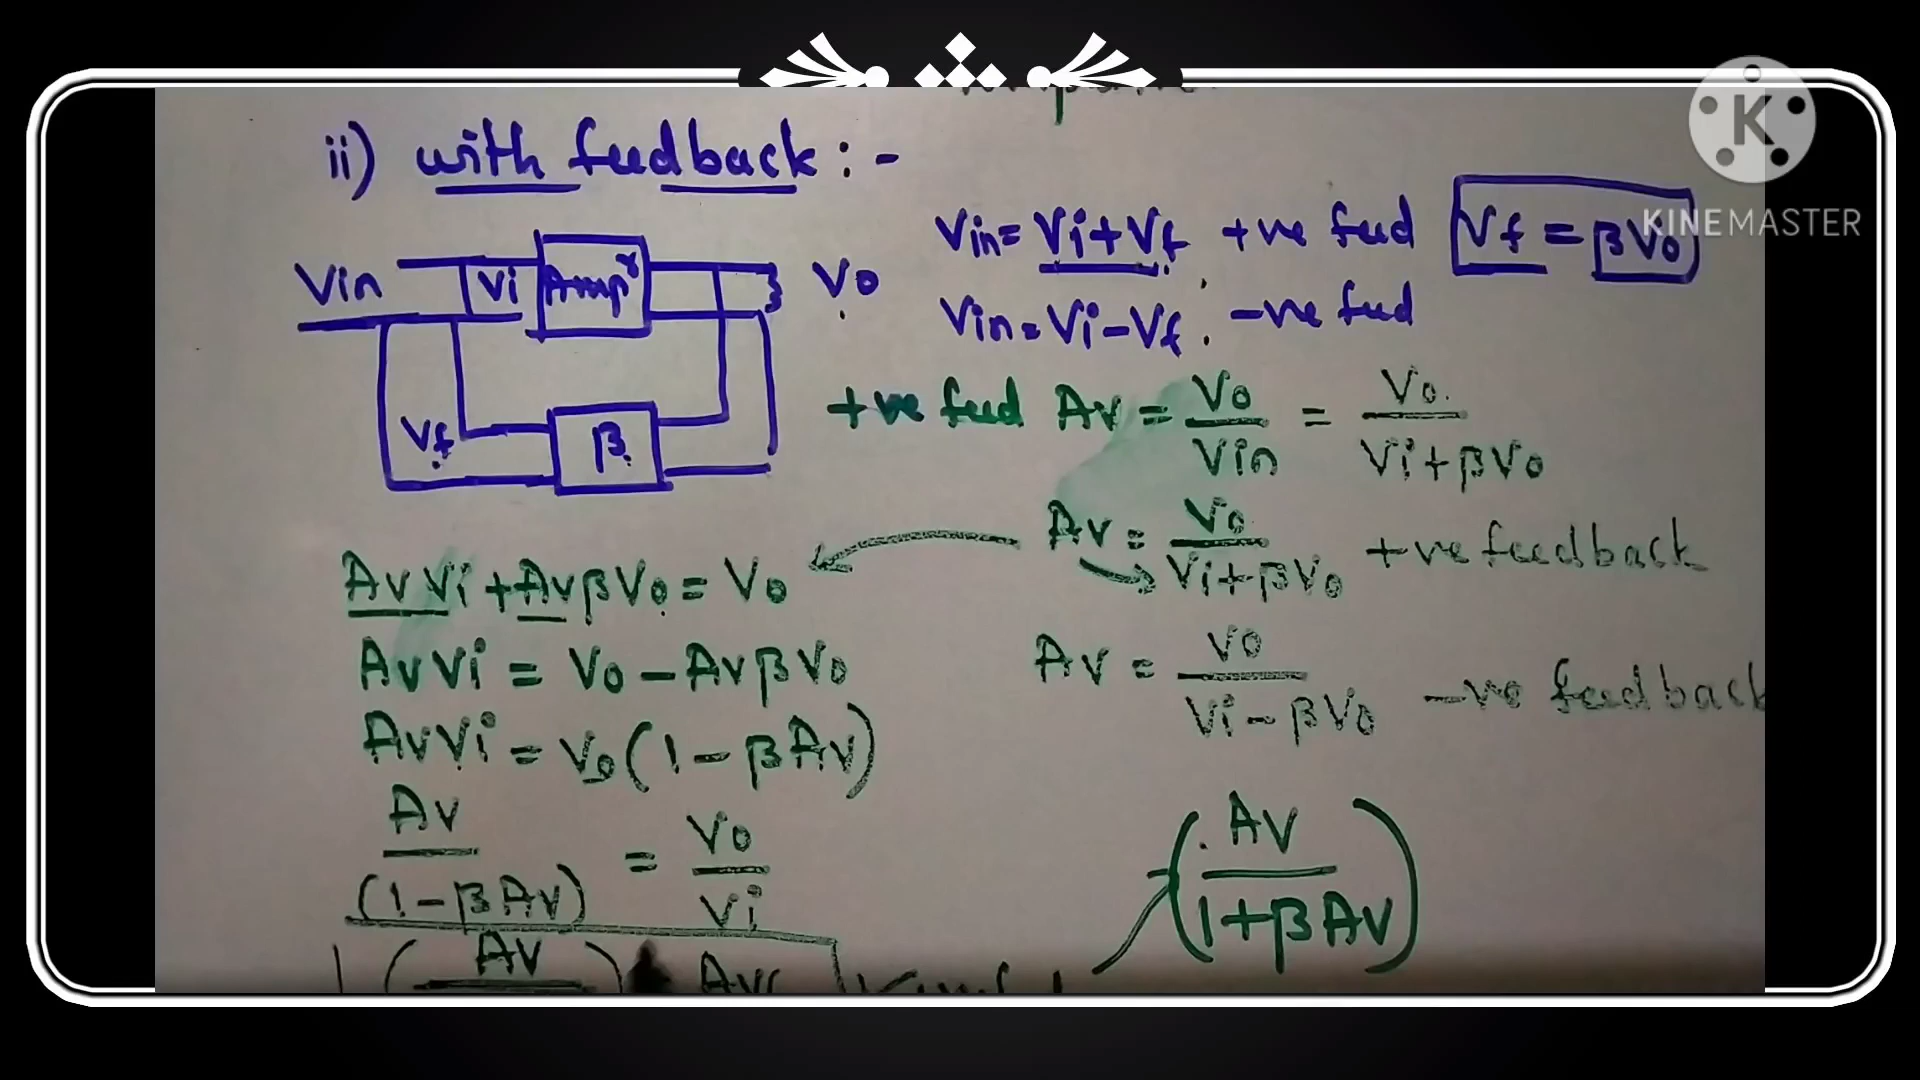 ii) with feedback :-
Vin Vi Ampr Vo
Vf β
Vin = Vi + Vf +ve feed Vf = βVo
Vin = Vi - Vf . -ve feed
+ve feed Av = Vo/Vin = Vo/Vi+βVo
Av = Vo/Vi+βVo +ve feedback
Av = Vo/Vi-βVo -ve feedback
(Av/1+βAv)
AvVi + AvβVo = Vo
AvVi = Vo - AvβVo
AvVi = Vo(1-βAv)
Av/(1-βAv) = Vo/Vi
(Av) Avf
K
KINEMASTER